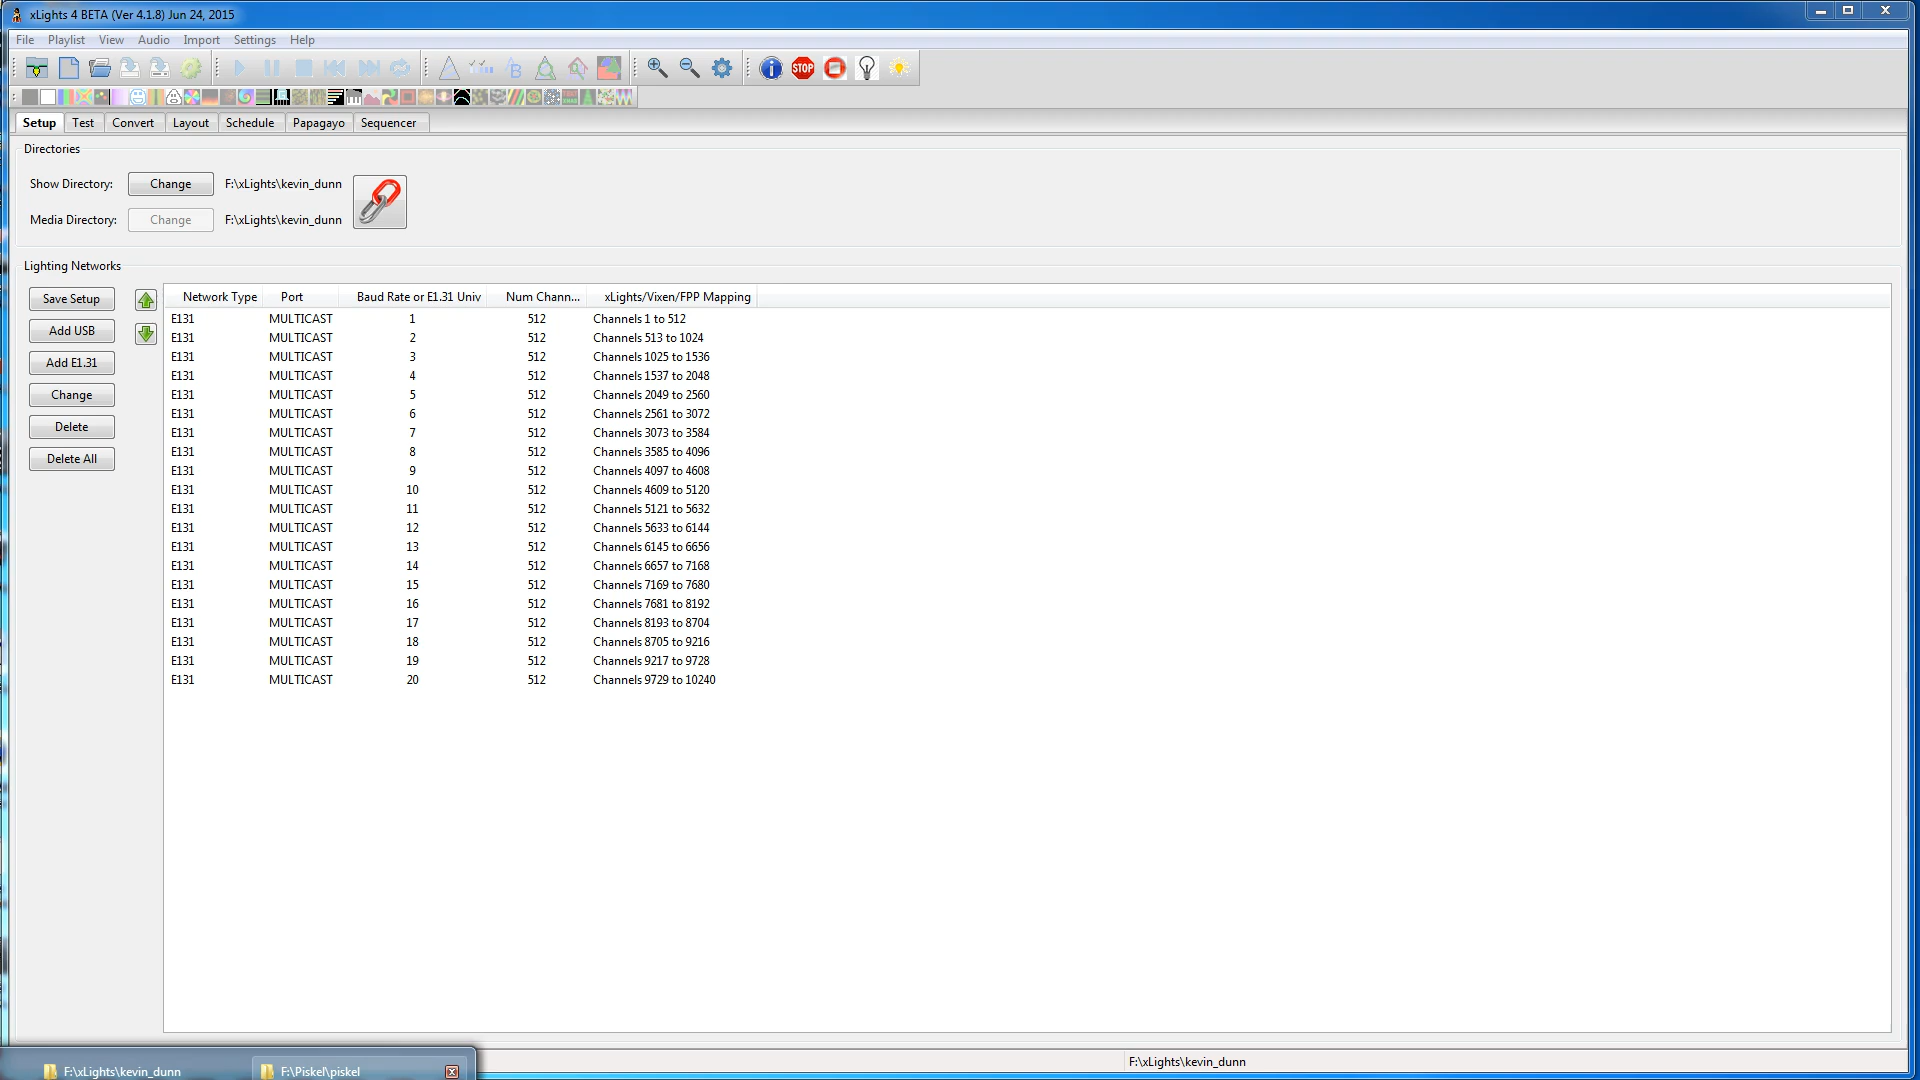 xLights 4 BETA (Ver 4.1.8) Jun 24, 2015
File Playlist View Audio Import Settings Help
STOP
Setup Test Convert Layout Schedule Papagayo Sequencer
Directories
Show Directory: Change F:\xLights\kevin_dunn
Media Directory: Change F:\xLights\kevin_dunn
Lighting Networks
Save Setup
Add USB
Add E1.31
Change
Delete
Delete All
Network Type Port Baud Rate or E1.31 Univ Num Chann... xLights/Vixen/FPP Mapping
E131 MULTICAST 1 512 Channels 1 to 512
E131 MULTICAST 2 512 Channels 513 to 1024
E131 MULTICAST 3 512 Channels 1025 to 1536
E131 MULTICAST 4 512 Channels 1537 to 2048
E131 MULTICAST 5 512 Channels 2049 to 2560
E131 MULTICAST 6 512 Channels 2561 to 3072
E131 MULTICAST 7 512 Channels 3073 to 3584
E131 MULTICAST 8 512 Channels 3585 to 4096
E131 MULTICAST 9 512 Channels 4097 to 4608
E131 MULTICAST 10 512 Channels 4609 to 5120
E131 MULTICAST 11 512 Channels 5121 to 5632
E131 MULTICAST 12 512 Channels 5633 to 6144
E131 MULTICAST 13 512 Channels 6145 to 6656
E131 MULTICAST 14 512 Channels 6657 to 7168
E131 MULTICAST 15 512 Channels 7169 to 7680
E131 MULTICAST 16 512 Channels 7681 to 8192
E131 MULTICAST 17 512 Channels 8193 to 8704
E131 MULTICAST 18 512 Channels 8705 to 9216
E131 MULTICAST 19 512 Channels 9217 to 9728
E131 MULTICAST 20 512 Channels 9729 to 10240
F:\xLights\kevin_dunn
F:\xLights\kevin_dunn F:\Piskel\piskel